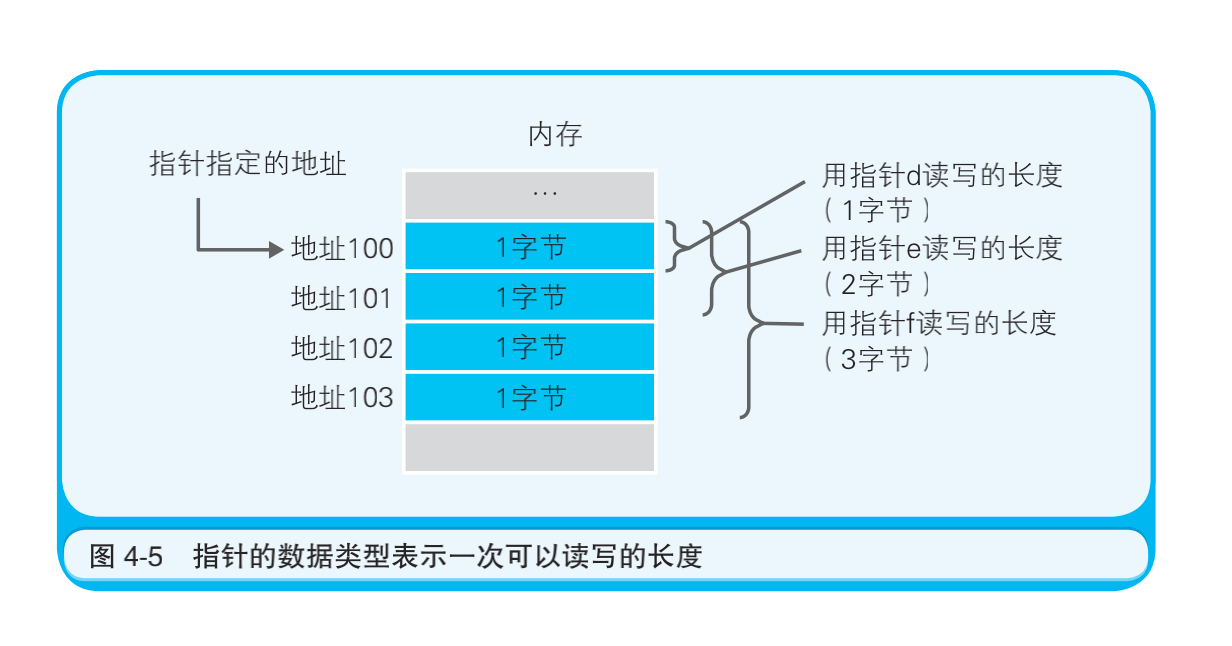 内存
指针指定的地址
…
地址100
1字节
地址101
1字节
地址102
1字节
地址103
1字节
用指针d读写的长度
（1字节）
用指针e读写的长度
（2字节）
用指针f读写的长度
（3字节）
图 4-5 指针的数据类型表示一次可以读写的长度